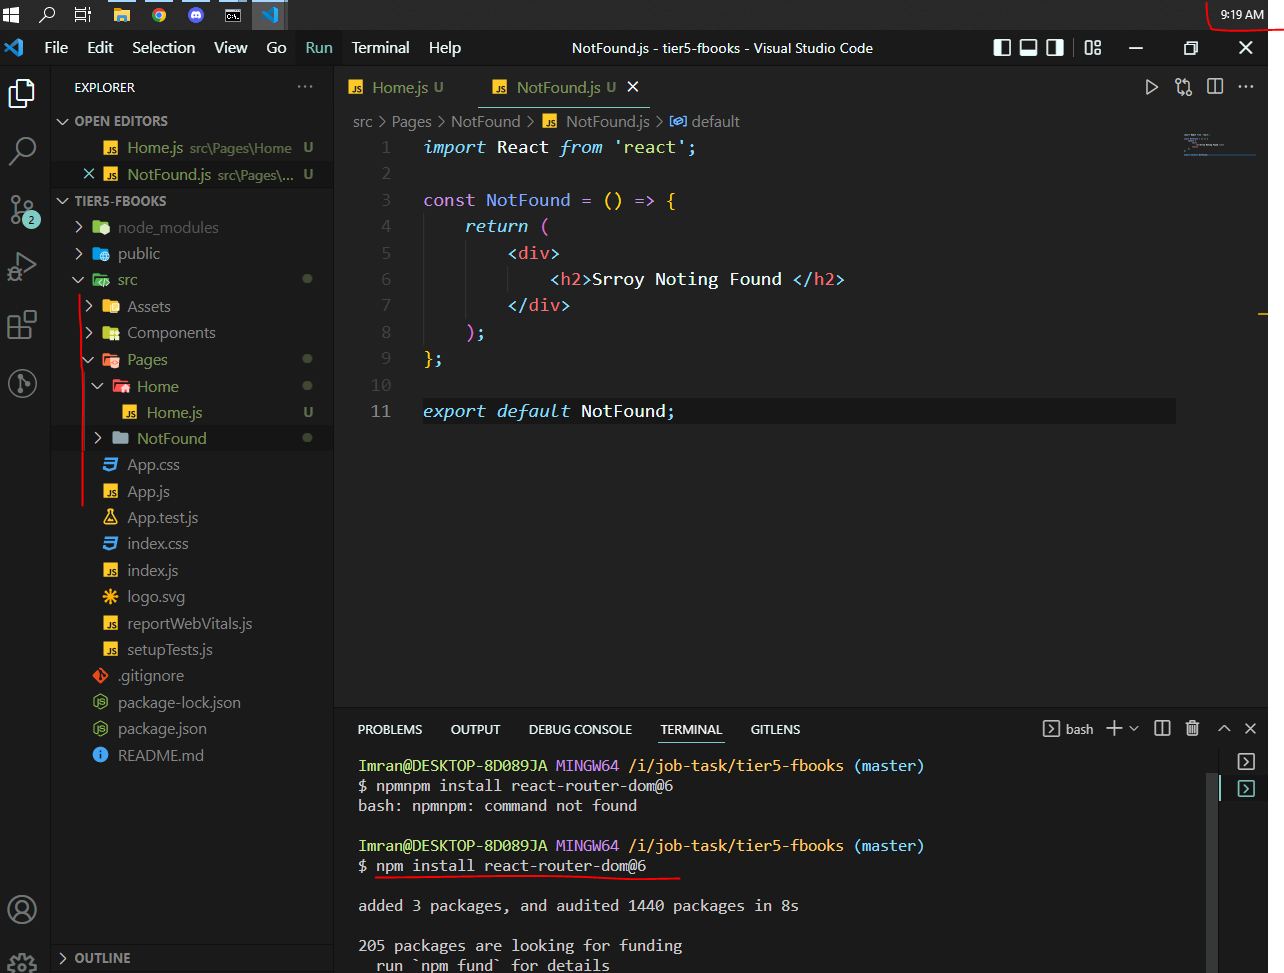 9:19 AM
File Edit Selection View Go Run Terminal Help NotFound.js - tier5-fbooks - Visual Studio Code
EXPLORER ···
OPEN EDITORS
Home.js src\Pages\Home U
NotFound.js src\Pages\... U
TIER5-FBOOKS
node_modules
public
src
Assets
Components
Pages
Home
Home.js U
NotFound
App.css
App.js
App.test.js
index.css
index.js
logo.svg
reportWebVitals.js
setupTests.js
.gitignore
package-lock.json
package.json
README.md
OUTLINE
2
Home.js U NotFound.js U
src > Pages > NotFound > NotFound.js > default
1 import React from 'react';
2
3 const NotFound = () => {
4 return (
5 <div>
6 <h2>Srroy Noting Found </h2>
7 </div>
8 );
9 };
10
11 export default NotFound;
PROBLEMS OUTPUT DEBUG CONSOLE TERMINAL GITLENS bash
Imran@DESKTOP-8D089JA MINGW64 /i/job-task/tier5-fbooks (master)
$ npmnpm install react-router-dom@6
bash: npmnpm: command not found
Imran@DESKTOP-8D089JA MINGW64 /i/job-task/tier5-fbooks (master)
$ npm install react-router-dom@6
added 3 packages, and audited 1440 packages in 8s
205 packages are looking for funding
run `npm fund` for details